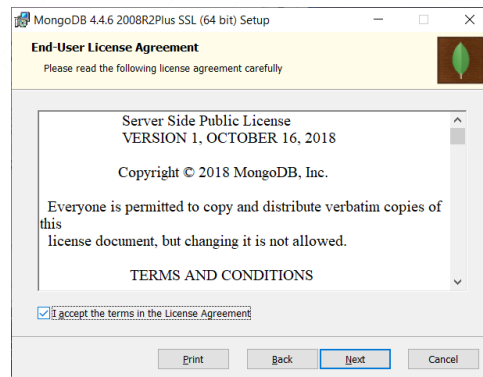 MongoDB 4.4.6 2008R2Plus SSL (64 bit) Setup
End-User License Agreement
Please read the following license agreement carefully
Server Side Public License
VERSION 1, OCTOBER 16, 2018
Copyright © 2018 MongoDB, Inc.
Everyone is permitted to copy and distribute verbatim copies of
this
license document, but changing it is not allowed.
TERMS AND CONDITIONS
I accept the terms in the License Agreement
Print Back Next Cancel